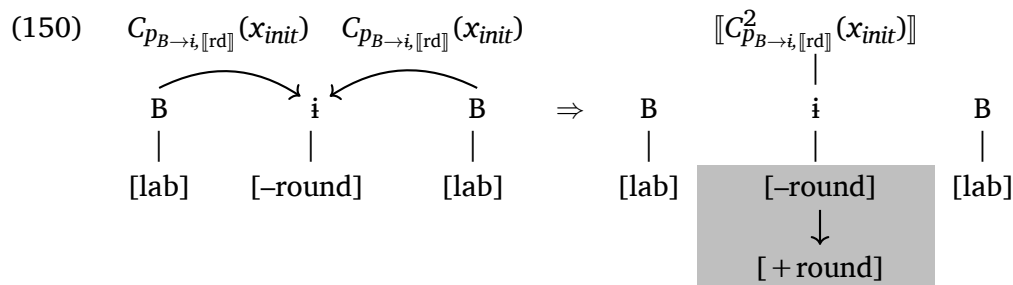 (150) C_{p_{B→ɨ,⟦rd⟧}}(x_{init}) C_{p_{B→ɨ,⟦rd⟧}}(x_{init}) ⟦C²_{p_{B→ɨ,⟦rd⟧}}(x_{init})⟧
B ɨ B ⇒ B ɨ B
[lab] [–round] [lab] [lab] [–round] [lab]
[+round]